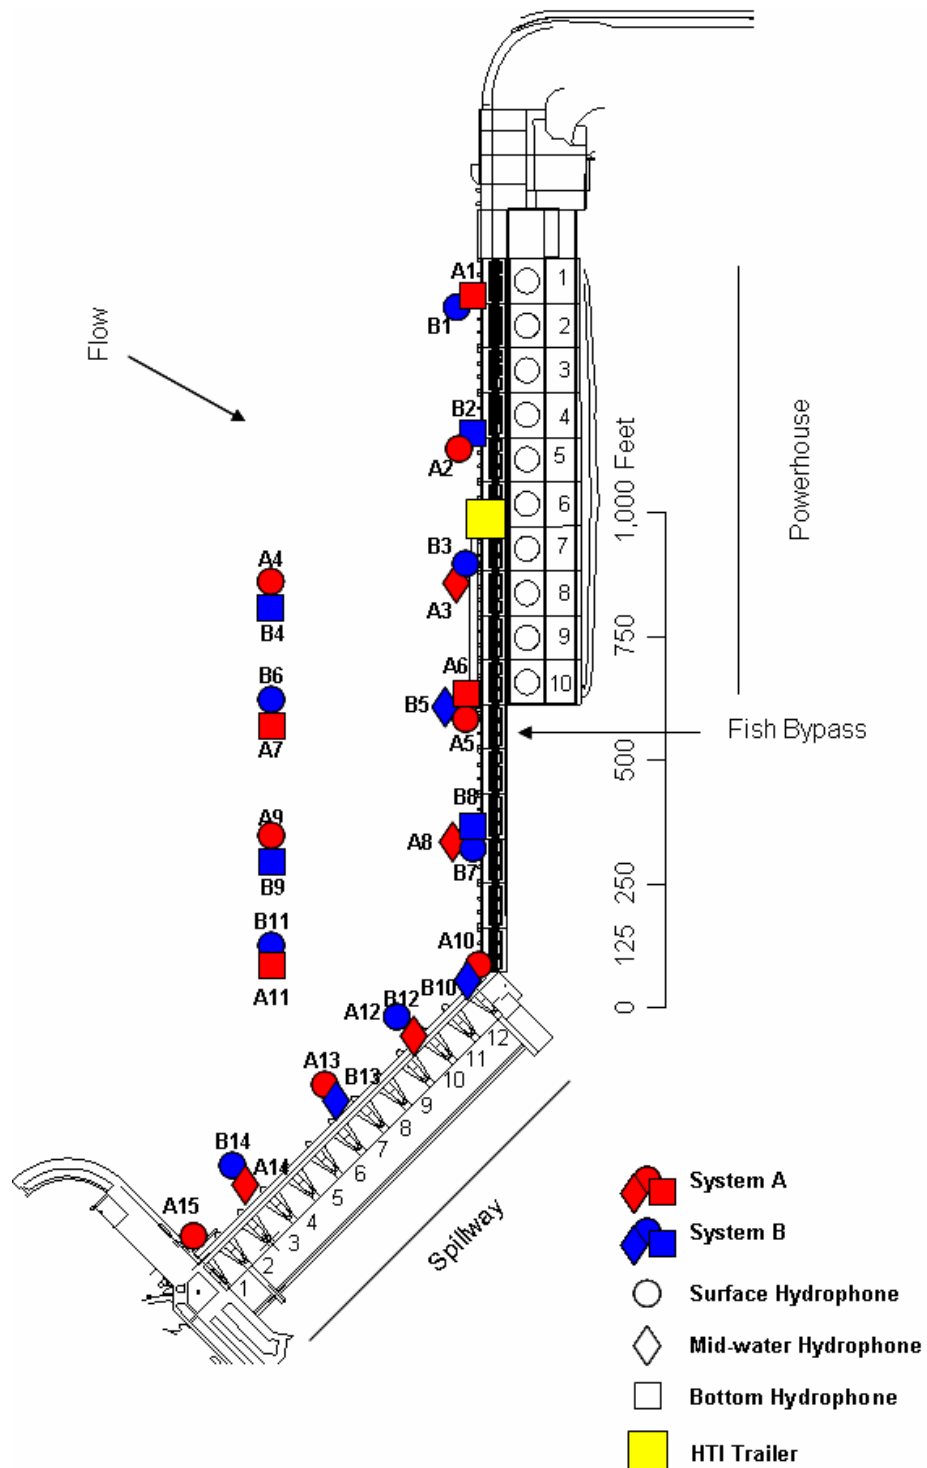 A1
1
B1
2
Flow
3
B2
4
A2
5
1,000 Feet
6
Powerhouse
B3
7
A4
A3
8
B4
750
9
B6
A6
10
B5
A7
A5
Fish Bypass
500
B8
A9
A8
B9
B7
250
B11
A10
125
A11
B10
0
A12
B12
12
11
A13
B13
10
9
8
B14
7
A14
6
5
A15
4
3
Spillway
2
1
System A
System B
Surface Hydrophone
Mid-water Hydrophone
Bottom Hydrophone
HTI Trailer